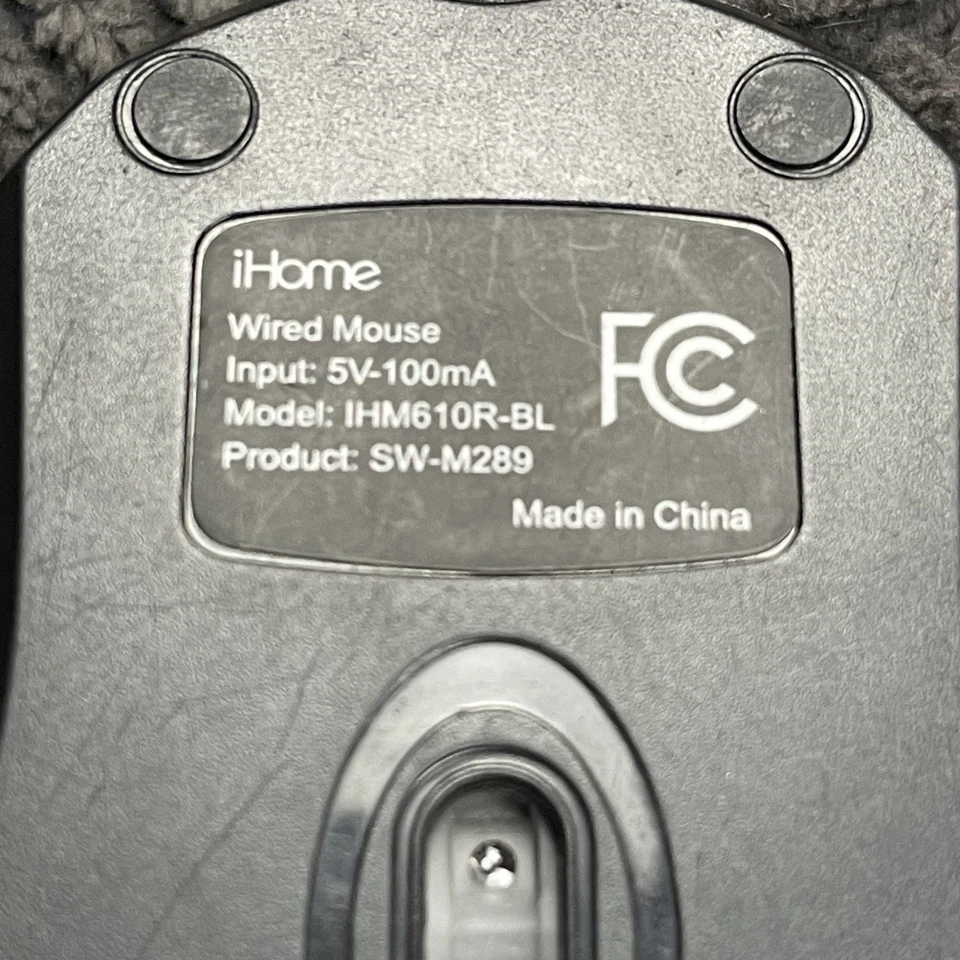 iHome
Wired Mouse
Input: 5V-100mA
Model: IHM610R-BL
Product: SW-M289
FC
Made in China